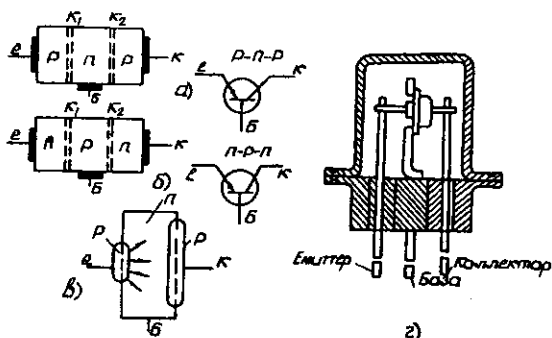 К₁ К₂
е Р п Р К
Б
а)
р-п-р
е К
Б
К₁ К₂
е п Р п К
Б
б)
п-р-п
е К
Б
п
Р Р
е К
Б
в)
Емиттер База Коллектор
г)